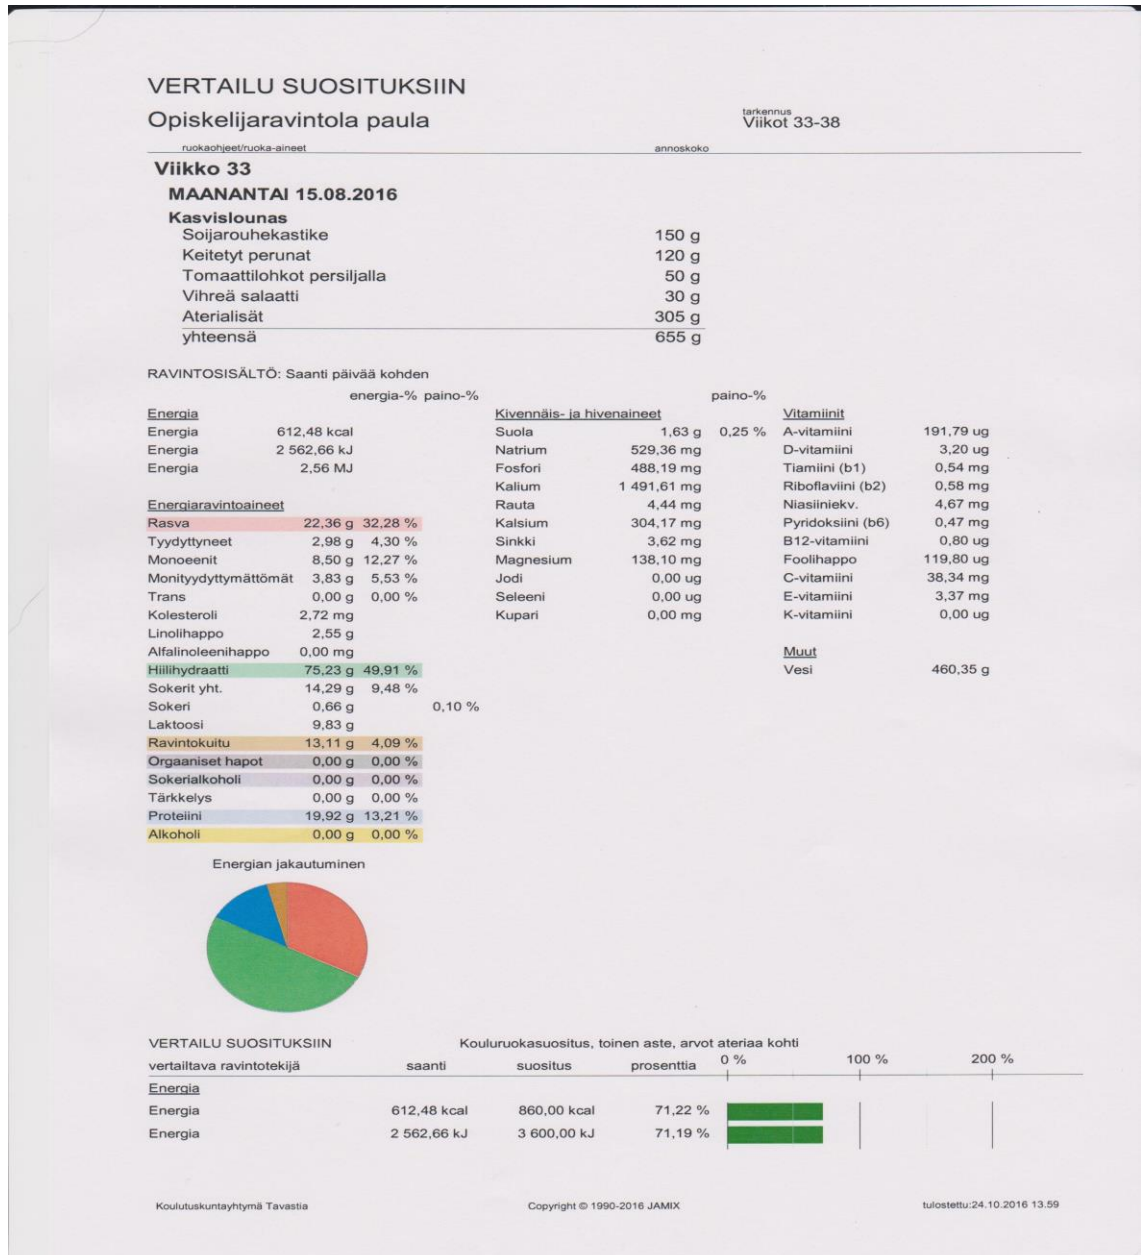 VERTAILU SUOSITUKSIIN
Opiskelijaravintola paula
tarkennus
Viikot 33-38
ruokaohjeet/ruoka-aineet annoskoko
Viikko 33
MAANANTAI 15.08.2016
Kasvislounas
Soijarouhekastike 150 g
Keitetyt perunat 120 g
Tomaattilohkot persiljalla 50 g
Vihreä salaatti 30 g
Aterialisät 305 g
yhteensä 655 g
RAVINTOSISÄLTÖ: Saanti päivää kohden
energia-% paino-% paino-%
Energia Kivennäis- ja hivenaineet Vitamiinit
Energia 612,48 kcal Suola 1,63 g 0,25 % A-vitamiini 191,79 ug
Energia 2 562,66 kJ Natrium 529,36 mg D-vitamiini 3,20 ug
Energia 2,56 MJ Fosfori 488,19 mg Tiamiini (b1) 0,54 mg
Kalium 1 491,61 mg Riboflaviini (b2) 0,58 mg
Energiaravintoaineet Rauta 4,44 mg Niasiiniekv. 4,67 mg
Rasva 22,36 g 32,28 % Kalsium 304,17 mg Pyridoksiini (b6) 0,47 mg
Tyydyttyneet 2,98 g 4,30 % Sinkki 3,62 mg B12-vitamiini 0,80 ug
Monoeenit 8,50 g 12,27 % Magnesium 138,10 mg Foolihappo 119,80 ug
Monityydyttymättömät 3,83 g 5,53 % Jodi 0,00 ug C-vitamiini 38,34 mg
Trans 0,00 g 0,00 % Seleeni 0,00 ug E-vitamiini 3,37 mg
Kolesteroli 2,72 mg Kupari 0,00 mg K-vitamiini 0,00 ug
Linolihappo 2,55 g
Alfalinoleenihappo 0,00 mg Muut
Hiilihydraatti 75,23 g 49,91 % Vesi 460,35 g
Sokerit yht. 14,29 g 9,48 %
Sokeri 0,66 g 0,10 %
Laktoosi 9,83 g
Ravintokuitu 13,11 g 4,09 %
Orgaaniset hapot 0,00 g 0,00 %
Sokerialkoholi 0,00 g 0,00 %
Tärkkelys 0,00 g 0,00 %
Proteiini 19,92 g 13,21 %
Alkoholi 0,00 g 0,00 %
Energian jakautuminen
VERTAILU SUOSITUKSIIN Kouluruokasuositus, toinen aste, arvot ateriaa kohti
vertailtava ravintotekijä saanti suositus prosenttia 0 % 100 % 200 %
Energia
Energia 612,48 kcal 860,00 kcal 71,22 %
Energia 2 562,66 kJ 3 600,00 kJ 71,19 %
Koulutuskuntayhtymä Tavastia Copyright © 1990-2016 JAMIX tulostettu:24.10.2016 13.59